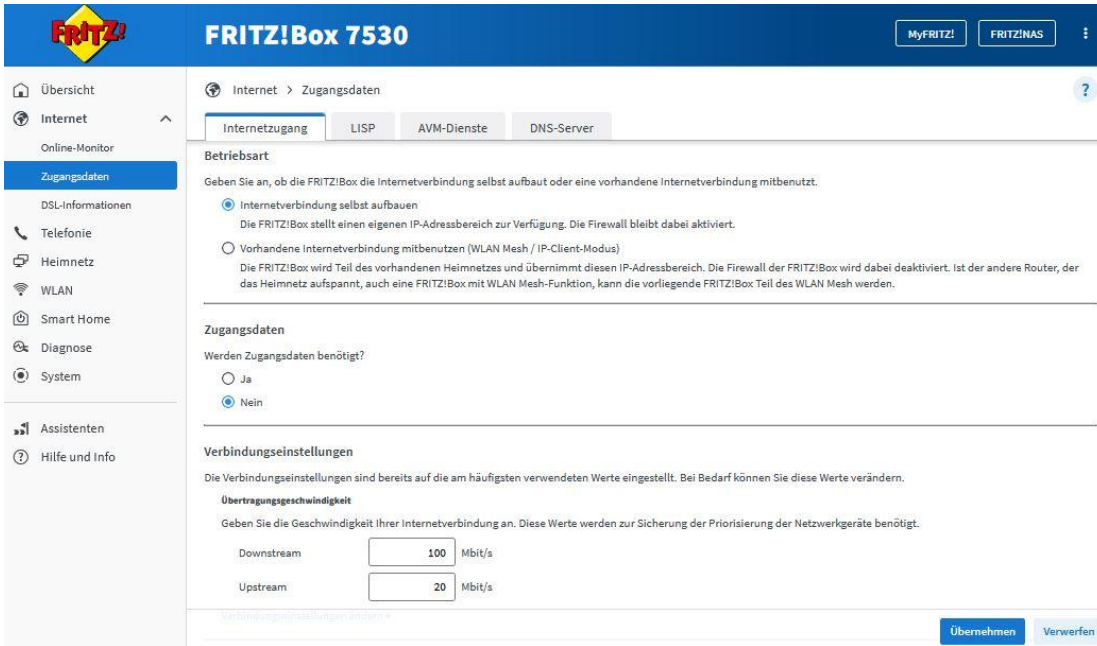 FRITZ!
FRITZ!Box 7530
MyFRITZ!
FRITZ!NAS
Übersicht
Internet
Online-Monitor
Zugangsdaten
DSL-Informationen
Telefonie
Heimnetz
WLAN
Smart Home
Diagnose
System
Assistenten
Hilfe und Info
Internet > Zugangsdaten
?
Internetzugang
LISP
AVM-Dienste
DNS-Server
Betriebsart
Geben Sie an, ob die FRITZ!Box die Internetverbindung selbst aufbaut oder eine vorhandene Internetverbindung mitbenutzt.
Internetverbindung selbst aufbauen
Die FRITZ!Box stellt einen eigenen IP-Adressbereich zur Verfügung. Die Firewall bleibt dabei aktiviert.
Vorhandene Internetverbindung mitbenutzen (WLAN Mesh / IP-Client-Modus)
Die FRITZ!Box wird Teil des vorhandenen Heimnetzes und übernimmt diesen IP-Adressbereich. Die Firewall der FRITZ!Box wird dabei deaktiviert. Ist der andere Router, der
das Heimnetz aufspannt, auch eine FRITZ!Box mit WLAN Mesh-Funktion, kann die vorliegende FRITZ!Box Teil des WLAN Mesh werden.
Zugangsdaten
Werden Zugangsdaten benötigt?
Ja
Nein
Verbindungseinstellungen
Die Verbindungseinstellungen sind bereits auf die am häufigsten verwendeten Werte eingestellt. Bei Bedarf können Sie diese Werte verändern.
Übertragungsgeschwindigkeit
Geben Sie die Geschwindigkeit Ihrer Internetverbindung an. Diese Werte werden zur Sicherung der Priorisierung der Netzwerkgeräte benötigt.
Downstream 100 Mbit/s
Upstream 20 Mbit/s
Verbindungseinstellungen ändern
Übernehmen
Verwerfen